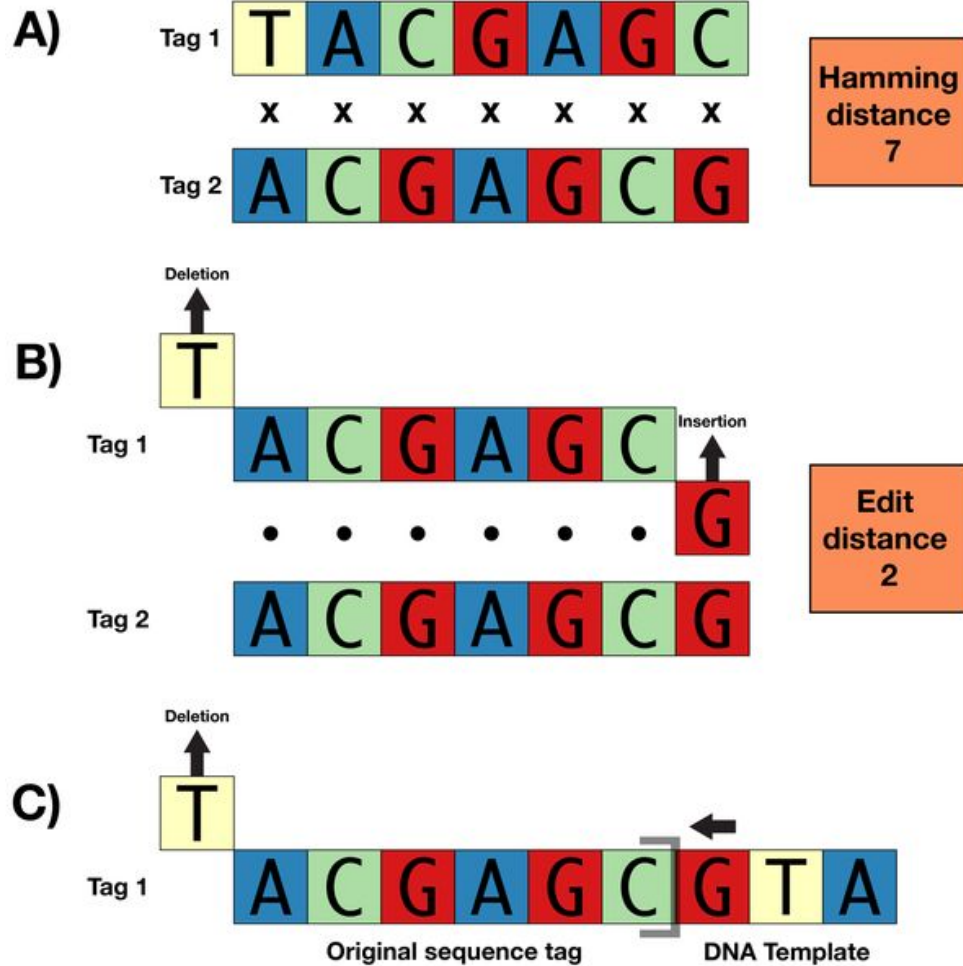 A)
Tag 1
T A C G A G C
x x x x x x x
Tag 2
A C G A G C G
Hamming
distance
7
B)
Deletion
T
Tag 1
A C G A G C
Insertion
G
Tag 2
A C G A G C G
Edit
distance
2
C)
Deletion
T
Tag 1
A C G A G C G T A
Original sequence tag
DNA Template